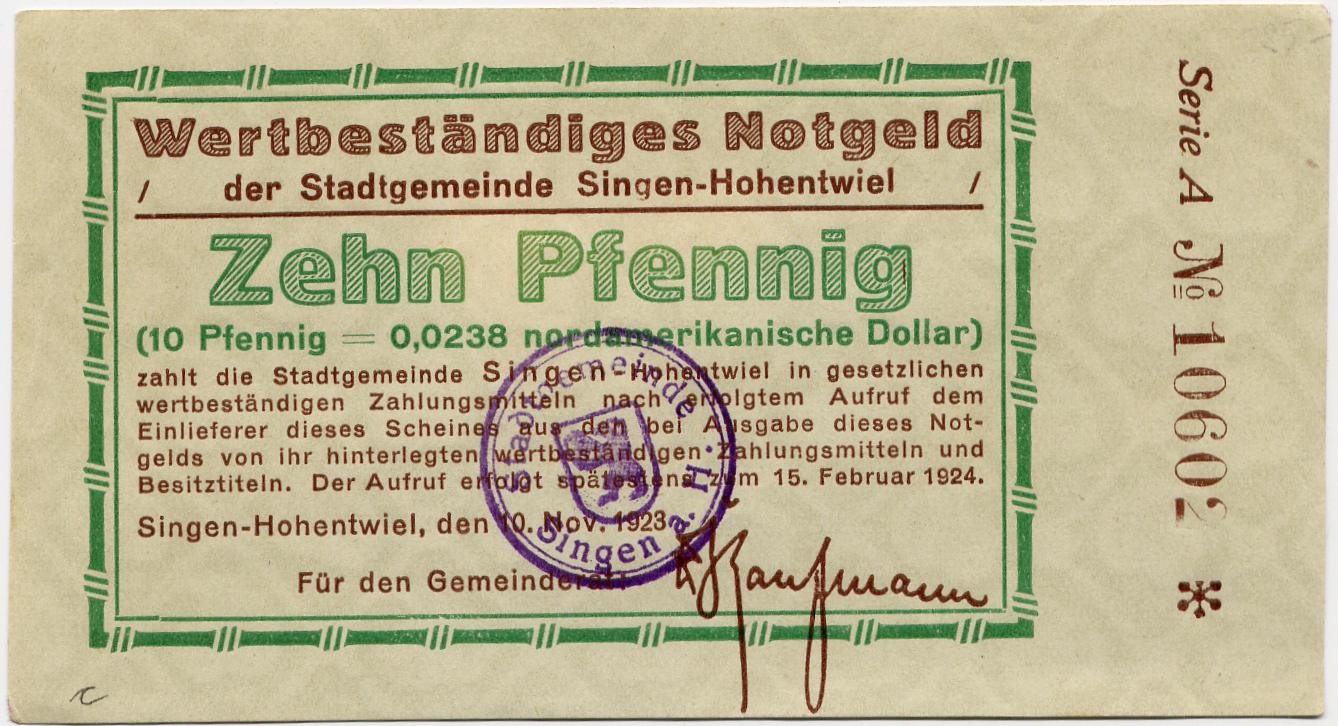 Wertbeständiges Notgeld
/ der Stadtgemeinde Singen-Hohentwiel /
Zehn Pfennig
(10 Pfennig = 0,0238 nordamerikanische Dollar)
zahlt die Stadtgemeinde Singen-Hohentwiel in gesetzlichen
wertbeständigen Zahlungsmitteln nach erfolgtem Aufruf dem
Einlieferer dieses Scheines aus den bei Ausgabe dieses Not-
gelds von ihr hinterlegten wertbeständigen Zahlungsmitteln und
Besitztiteln. Der Aufruf erfolgt spätestens zum 15. Februar 1924.
Singen-Hohentwiel, den 10. Nov. 1923
Für den Gemeinderat:
Kaufmann
Stadtgemeinde
Singen a. H.
Serie A № 10602 *